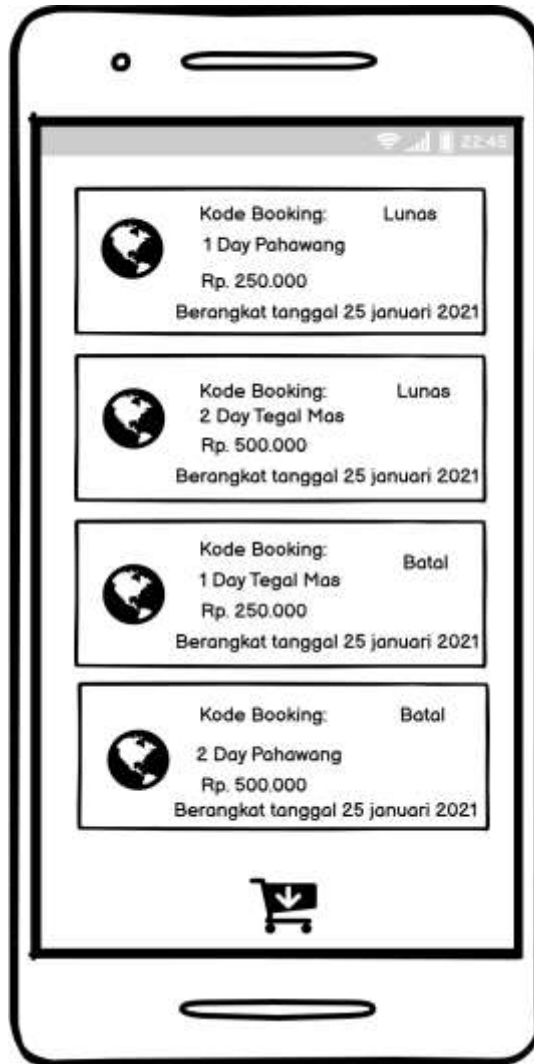 22:45
Kode Booking: Lunas
1 Day Pahawang
Rp. 250.000
Berangkat tanggal 25 januari 2021
Kode Booking: Lunas
2 Day Tegal Mas
Rp. 500.000
Berangkat tanggal 25 januari 2021
Kode Booking: Batal
1 Day Tegal Mas
Rp. 250.000
Berangkat tanggal 25 januari 2021
Kode Booking: Batal
2 Day Pahawang
Rp. 500.000
Berangkat tanggal 25 januari 2021